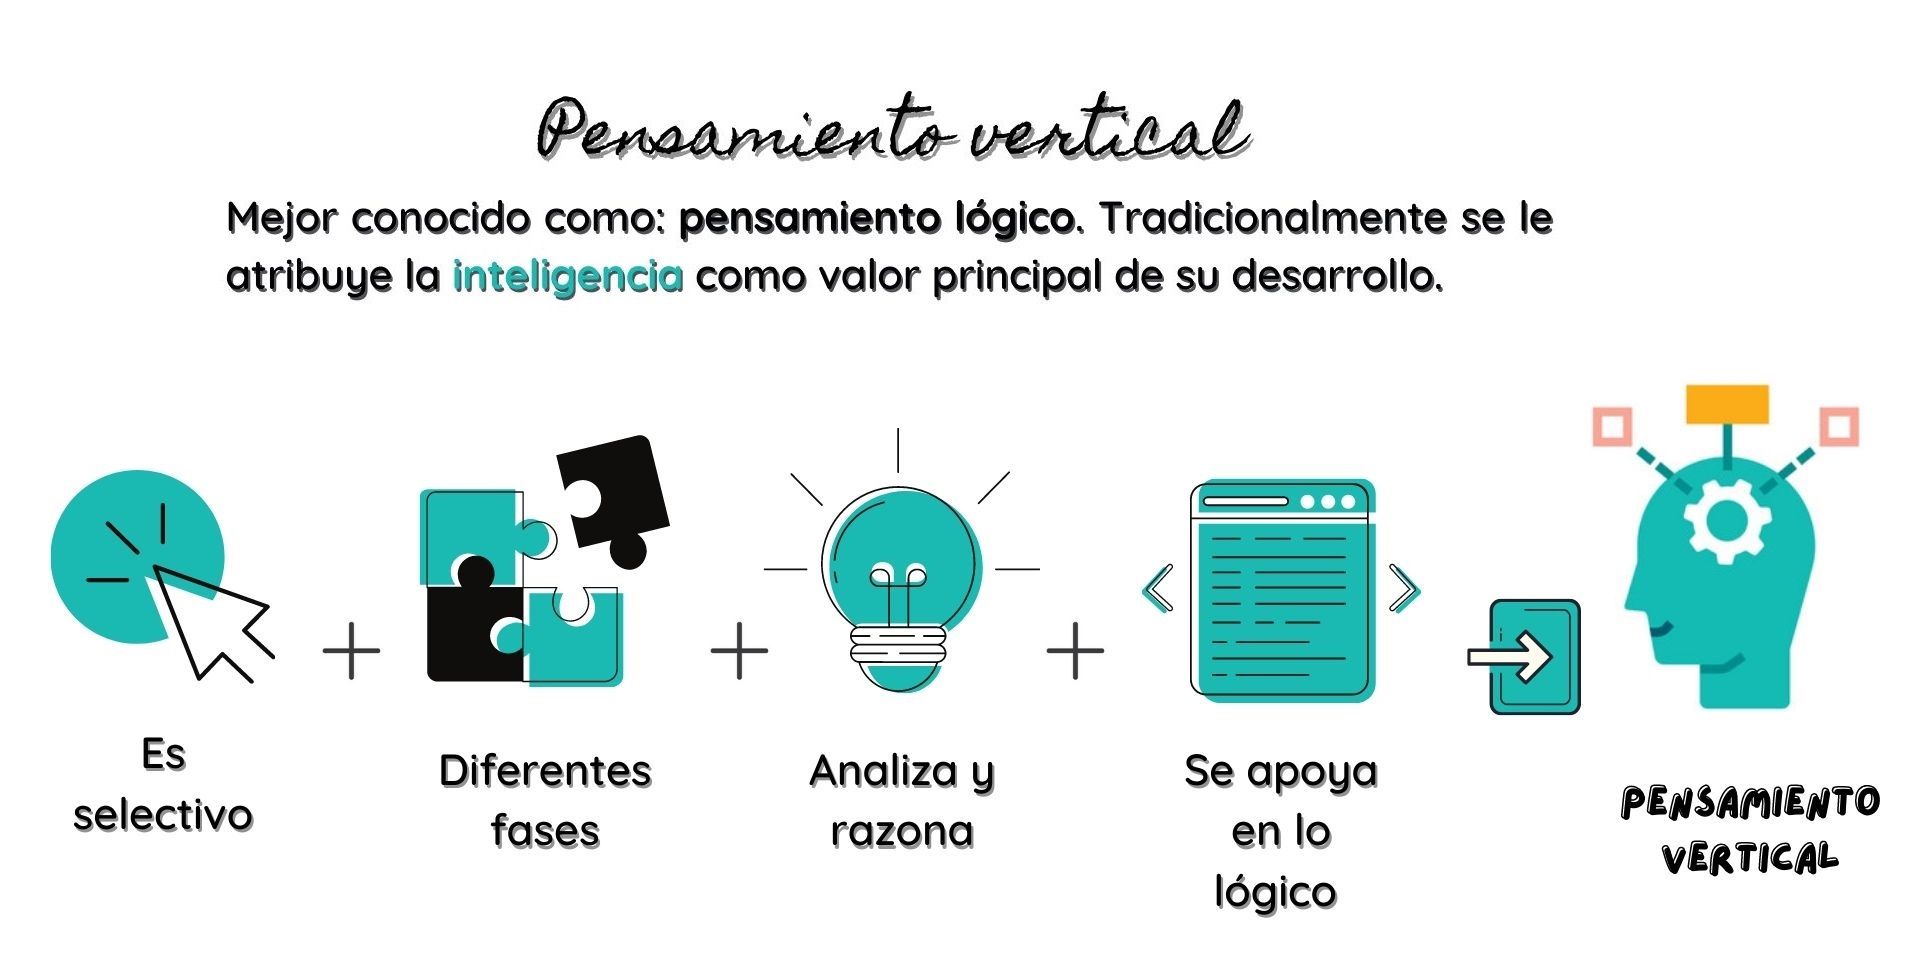 Pensamiento vertical
Mejor conocido como: pensamiento lógico. Tradicionalmente se le
atribuye la inteligencia como valor principal de su desarrollo.
Es
selectivo
Diferentes
fases
Analiza y
razona
Se apoya
en lo
lógico
PENSAMIENTO
VERTICAL